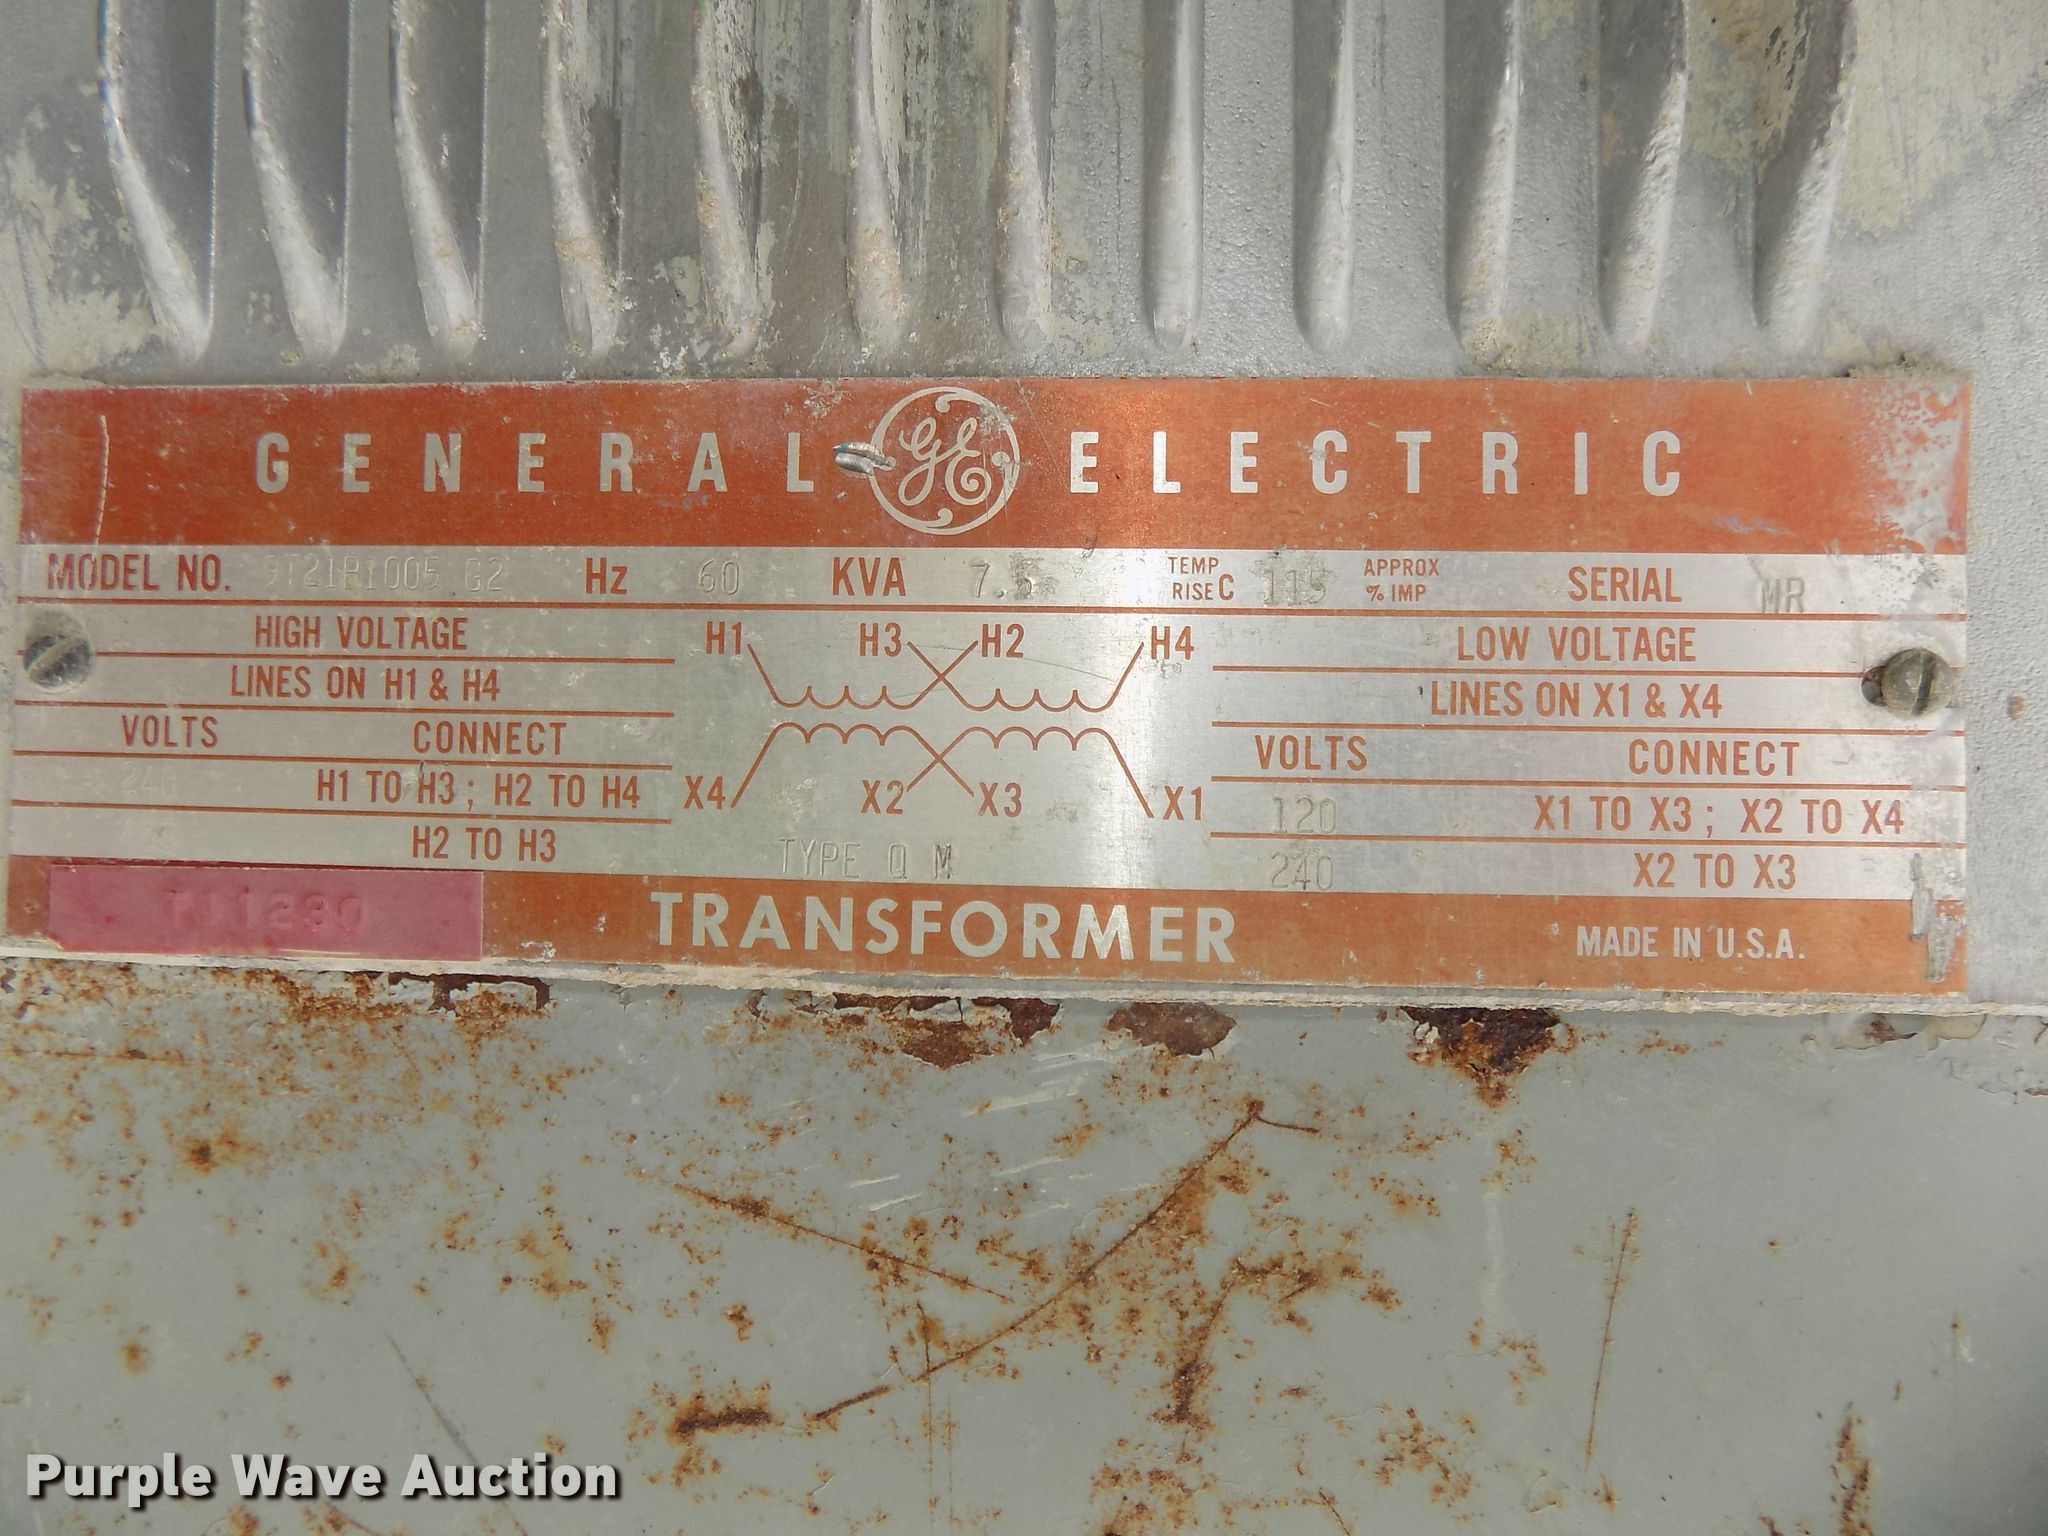 GENERAL GE ELECTRIC
MODEL NO. 9T21B1005 G2 Hz 60 KVA 7.5 TEMP RISE C 115 APPROX % IMP SERIAL MR
HIGH VOLTAGE
LINES ON H1 & H4
VOLTS CONNECT
240 H1 TO H3 ; H2 TO H4
H2 TO H3
H1 H3 H2 H4
X4 X2 X3 X1
TYPE Q M
LOW VOLTAGE
LINES ON X1 & X4
VOLTS CONNECT
120 X1 TO X3 ; X2 TO X4
240 X2 TO X3
T11290
TRANSFORMER
MADE IN U.S.A.
Purple Wave Auction